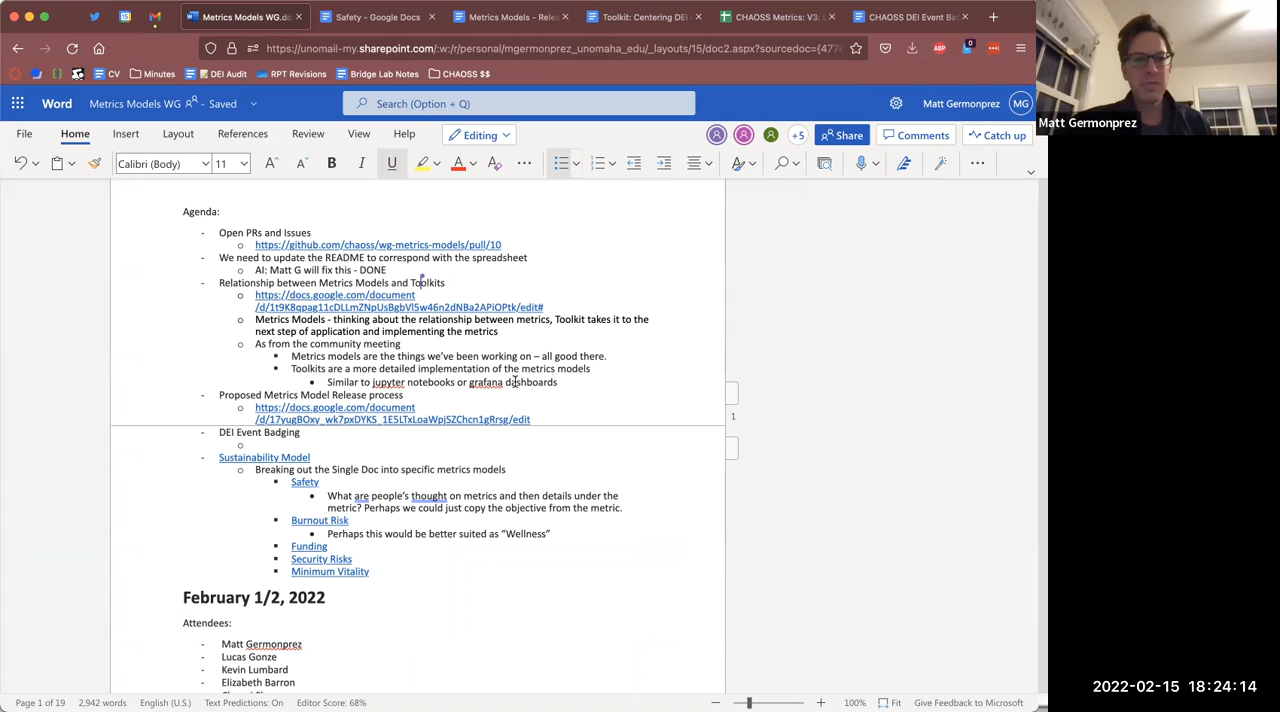 Metrics Models WG.do
Safety - Google Docs
Metrics Models - Rele
Toolkit: Centering DEI
CHAOSS Metrics: V3:
CHAOSS DEI Event Ba
https://unomail-my.sharepoint.com/:w:/r/personal/mgermonprez_unomaha_edu/_layouts/15/doc2.aspx?sourcedoc={477
ABP
0
CV
Minutes
DEI Audit
RPT Revisions
Bridge Lab Notes
CHAOSS $$
Word
Metrics Models WG - Saved
Search (Option + Q)
Matt Germonprez
MG
File
Home
Insert
Layout
References
Review
View
Help
Editing
+5
Share
Comments
Catch up
Calibri (Body)
11
Agenda:
- Open PRs and Issues
o https://github.com/chaoss/wg-metrics-models/pull/10
- We need to update the README to correspond with the spreadsheet
o AI: Matt G will fix this - DONE
- Relationship between Metrics Models and Toolkits
o https://docs.google.com/document
/d/1t9K8qpag11cDLLmZNpUsBgbVl5w46n2dNBa2APiOPtk/edit#
o Metrics Models - thinking about the relationship between metrics, Toolkit takes it to the
next step of application and implementing the metrics
o As from the community meeting
▪ Metrics models are the things we've been working on – all good there.
▪ Toolkits are a more detailed implementation of the metrics models
• Similar to jupyter notebooks or grafana dashboards
- Proposed Metrics Model Release process
o https://docs.google.com/document
/d/17yugBOxy_wk7pxDYKS_1E5LTxLoaWpjSZChcn1gRrsg/edit
- DEI Event Badging
o
- Sustainability Model
o Breaking out the Single Doc into specific metrics models
▪ Safety
• What are people's thought on metrics and then details under the
metric? Perhaps we could just copy the objective from the metric.
▪ Burnout Risk
• Perhaps this would be better suited as "Wellness"
▪ Funding
▪ Security Risks
▪ Minimum Vitality
February 1/2, 2022
Attendees:
- Matt Germonprez
- Lucas Gonze
- Kevin Lumbard
- Elizabeth Barron
1
Page 1 of 19
2,942 words
English (U.S.)
Text Predictions: On
Editor Score: 68%
100%
Fit
Give Feedback to Microsoft
Matt Germonprez
2022-02-15 18:24:14